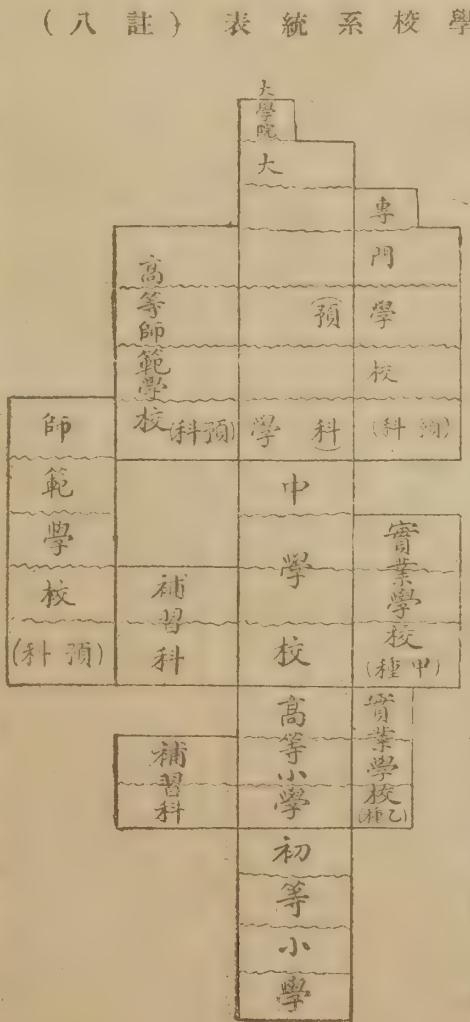 學校系統表（註八）
大學院
大學（預科）
專門學校（預科）
高等師範學校（預科）
師範學校（預科）
中學校
實業學校（甲種）
補習科
高等小學
實業學校（乙種）
補習科
初等小學